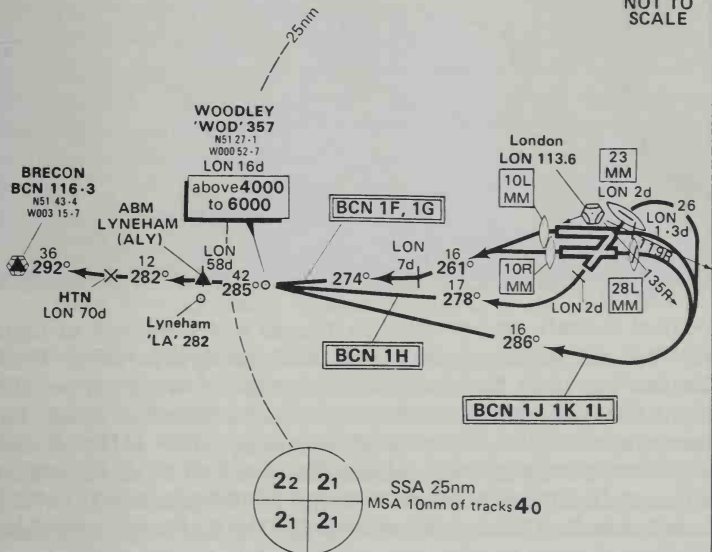 NOT TO
SCALE
25nm
WOODLEY
'WOD' 357
N51 27·1
W000 52·7
LON 16d
above 4000
to 6000
BRECON
BCN 116·3
N51 43·4
W003 15·7
ABM
LYNEHAM
(ALY)
LON
58d
36
292°
12
282°
42
285°
HTN
LON 70d
Lyneham
'LA' 282
BCN 1F, 1G
274°
LON
7d
16
261°
17
278°
16
286°
BCN 1H
BCN 1J 1K 1L
London
LON 113.6
10L
MM
10R
MM
23
MM
LON 2d
26
LON
1·3d
119R
135R
LON 2d
28L
MM
22 21
21 21
SSA 25nm
MSA 10nm of tracks 40